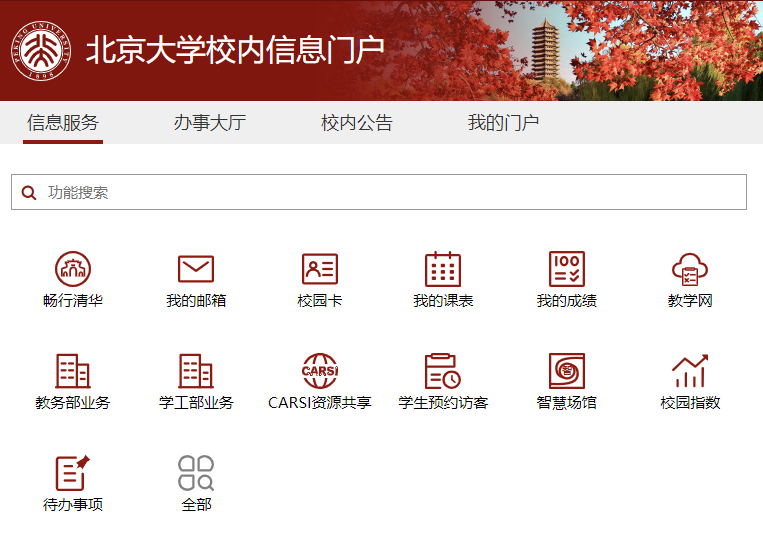 PEKING UNIVERSITY
1898
北京大学校内信息门户
信息服务 办事大厅 校内公告 我的门户
功能搜索
100
畅行清华 我的邮箱 校园卡 我的课表 我的成绩 教学网
CARSI
教务部业务 学工部业务 CARSI资源共享 学生预约访客 智慧场馆 校园指数
待办事项 全部